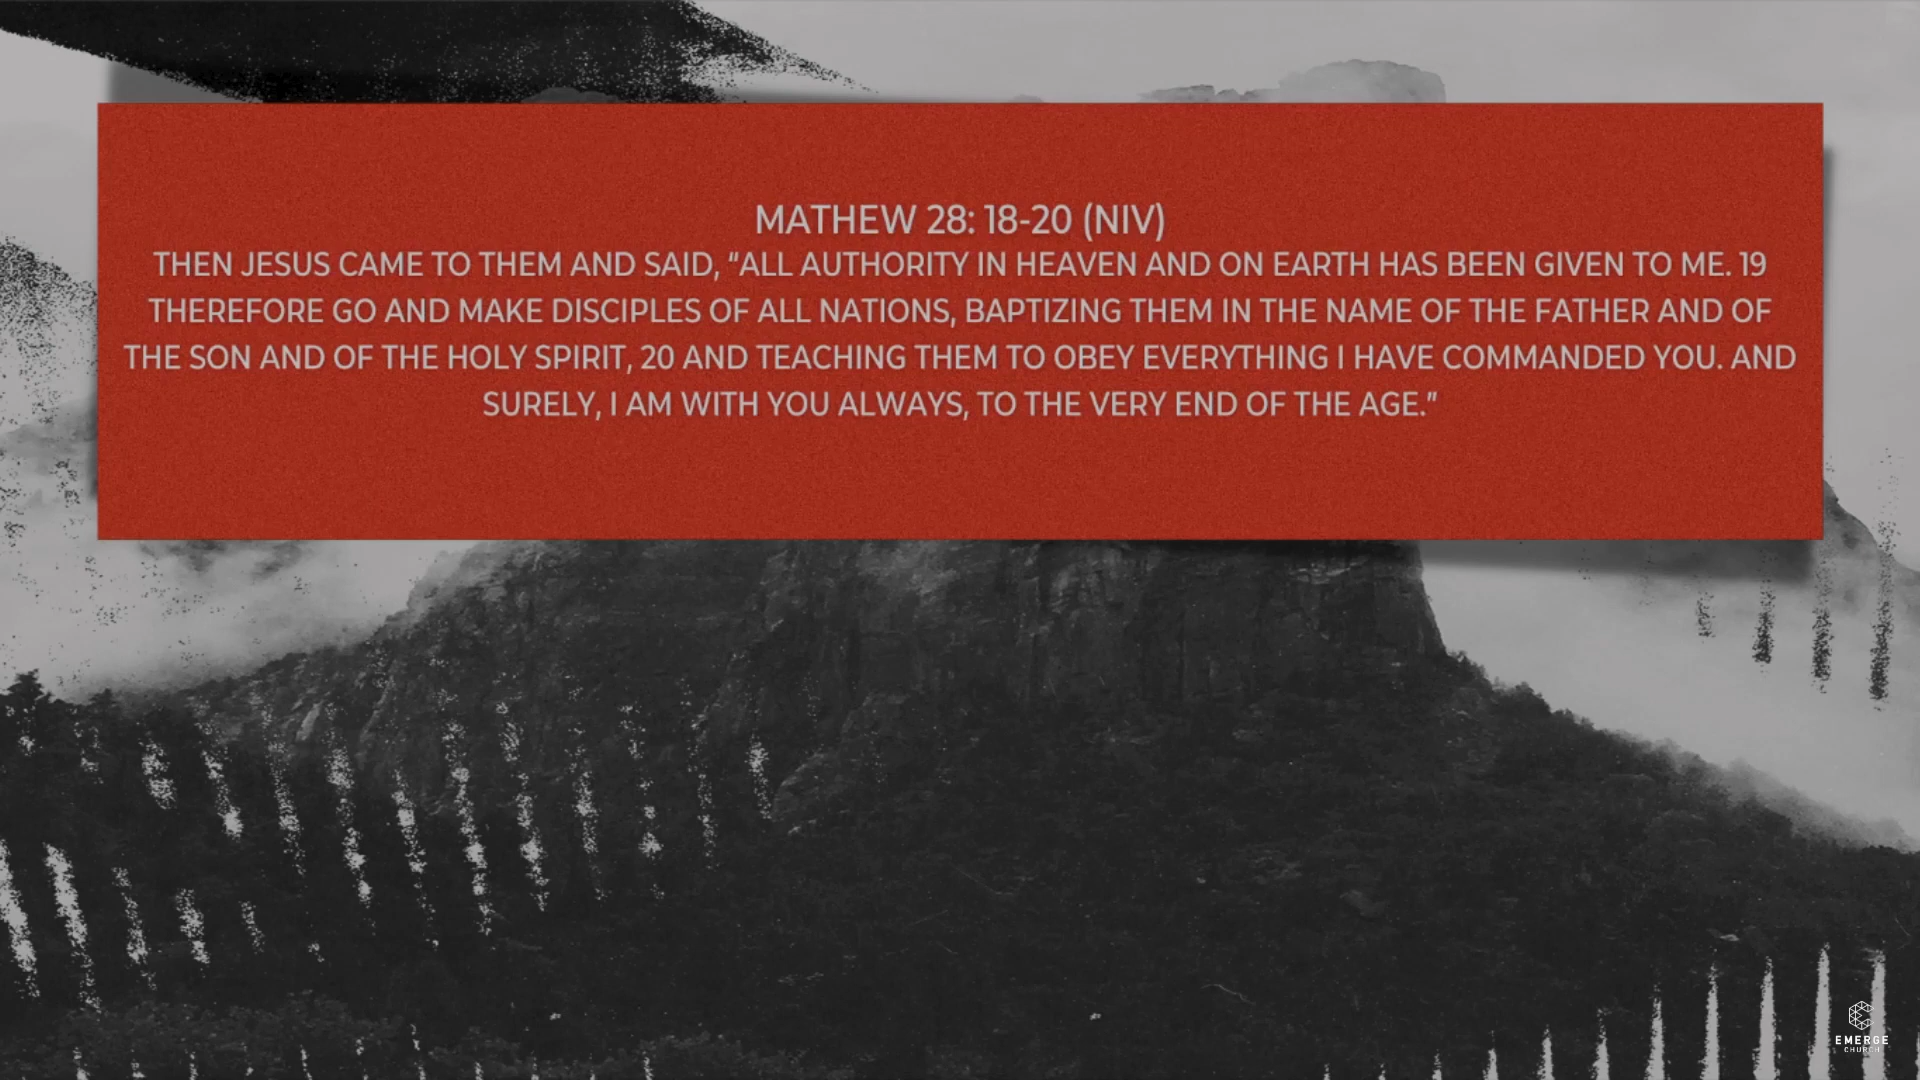 MATHEW 28: 18-20 (NIV)
THEN JESUS CAME TO THEM AND SAID, “ALL AUTHORITY IN HEAVEN AND ON EARTH HAS BEEN GIVEN TO ME. 19
THEREFORE GO AND MAKE DISCIPLES OF ALL NATIONS, BAPTIZING THEM IN THE NAME OF THE FATHER AND OF
THE SON AND OF THE HOLY SPIRIT, 20 AND TEACHING THEM TO OBEY EVERYTHING I HAVE COMMANDED YOU. AND
SURELY, I AM WITH YOU ALWAYS, TO THE VERY END OF THE AGE.”
EMERGE
CHURCH